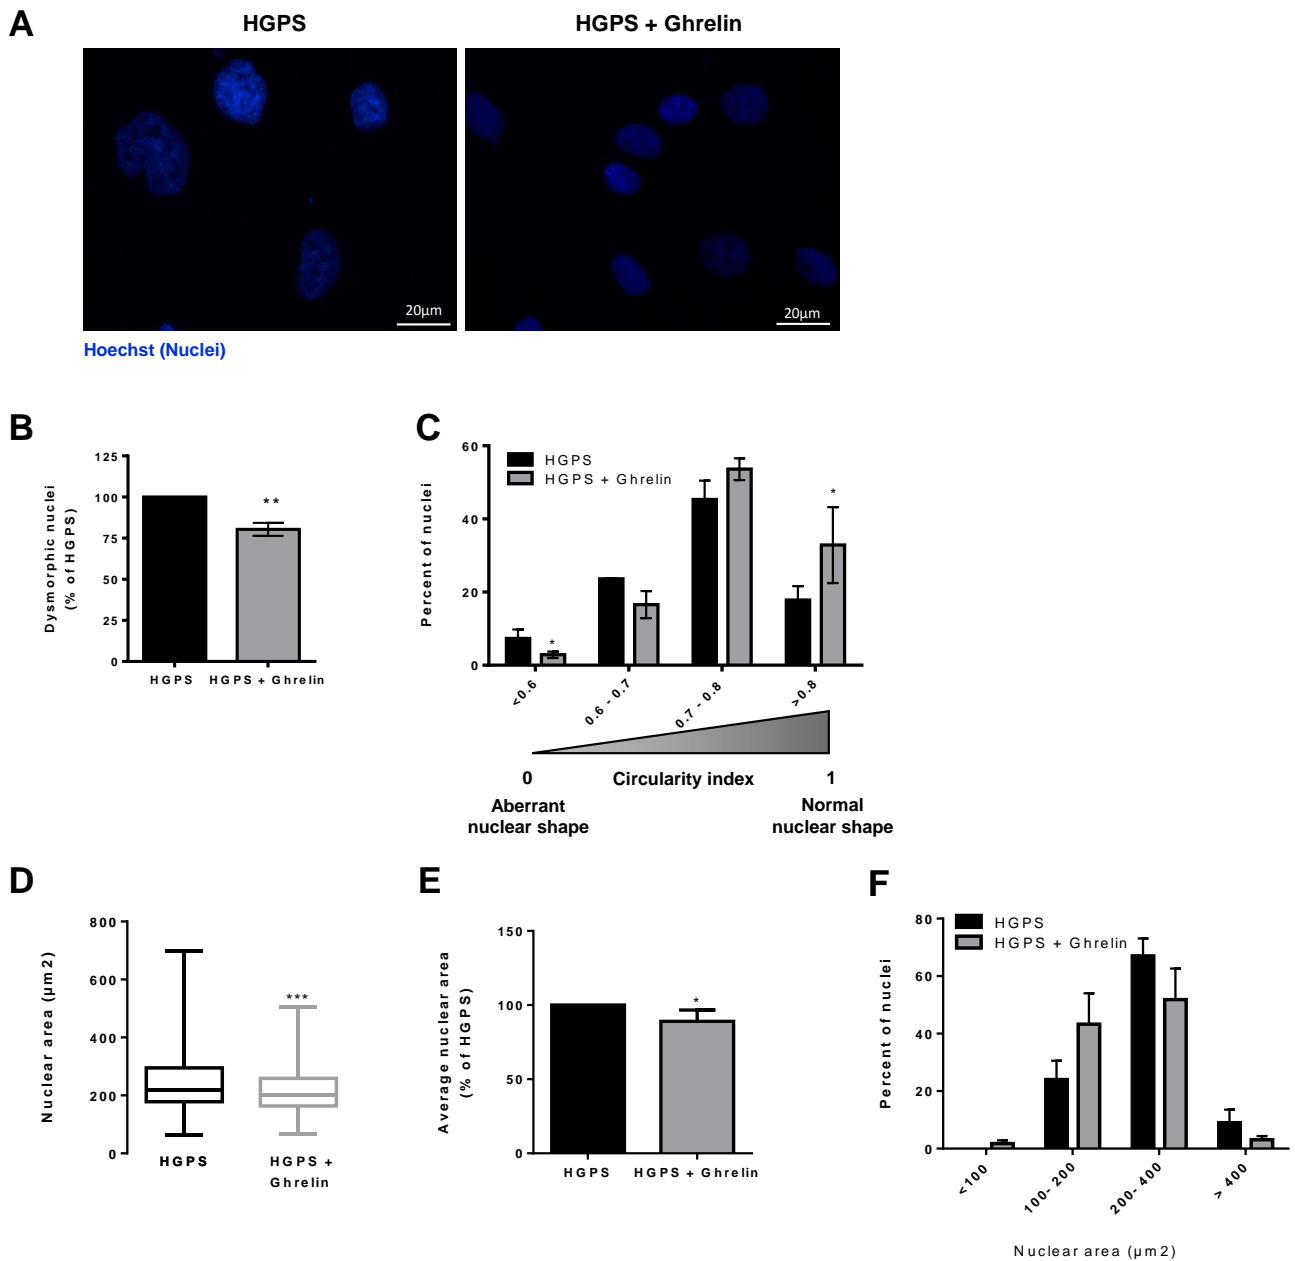 A
HGPS
HGPS + Ghrelin
20µm
20µm
Hoechst (Nuclei)
B
Dysmorphic nuclei
(% of HGPS)
125
100
75
50
25
0
**
HGPS
HGPS + Ghrelin
C
Percent of nuclei
60
40
20
0
HGPS
HGPS + Ghrelin
*
*
<0.6
0.6 - 0.7
0.7 - 0.8
>0.8
0
Circularity index
1
Aberrant
nuclear shape
Normal
nuclear shape
D
Nuclear area (µm2)
800
600
400
200
0
***
HGPS
HGPS +
Ghrelin
E
Average nuclear area
(% of HGPS)
150
100
50
0
*
HGPS
HGPS + Ghrelin
F
Percent of nuclei
80
60
40
20
0
HGPS
HGPS + Ghrelin
<100
100- 200
200- 400
> 400
Nuclear area (µm2)